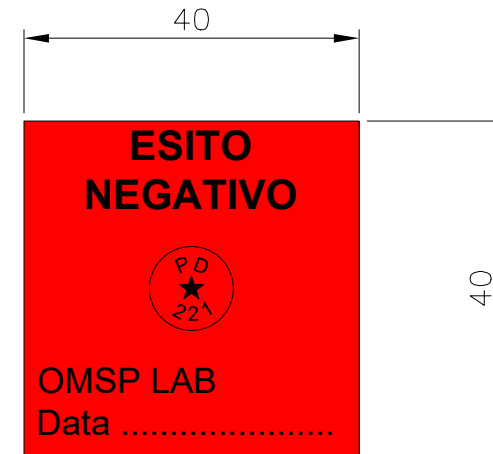 40
ESITO
NEGATIVO
PD
221
40
OMSP LAB
Data ......................